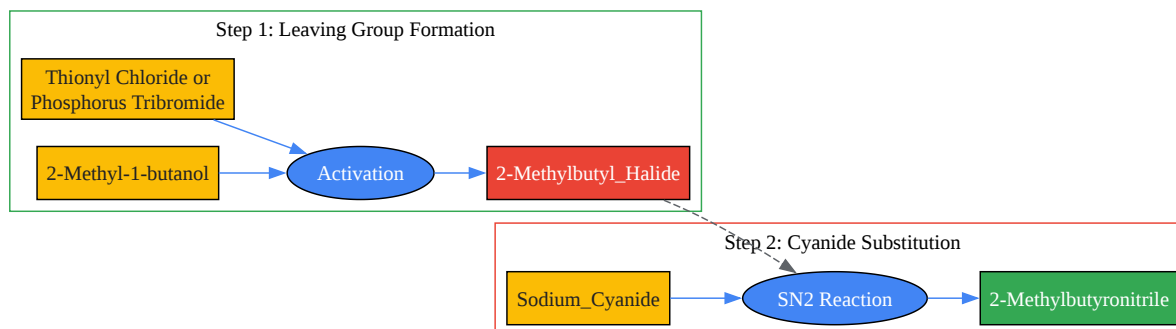 Step 1: Leaving Group Formation
Thionyl Chloride or
Phosphorus Tribromide
2-Methyl-1-butanol
Activation
2-Methylbutyl_Halide
Step 2: Cyanide Substitution
Sodium_Cyanide
SN2 Reaction
2-Methylbutyronitrile